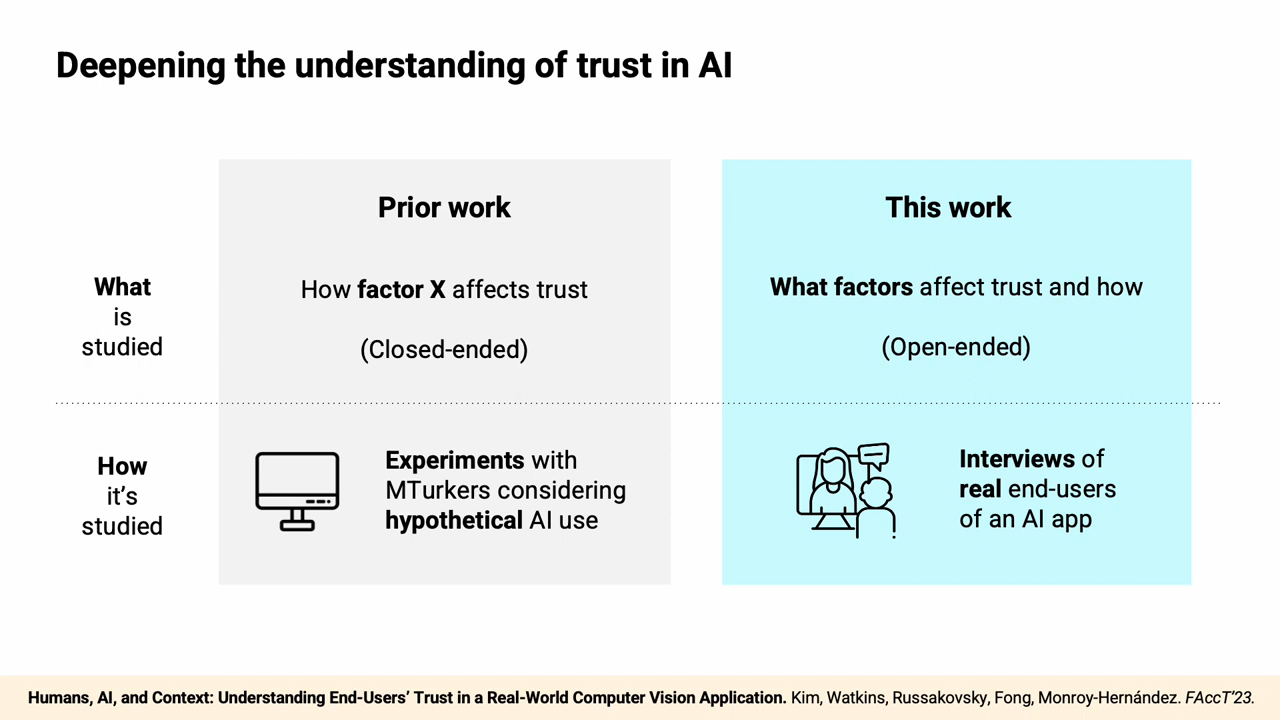 Deepening the understanding of trust in AI
Prior work
This work
What
is
studied
How factor X affects trust
(Closed-ended)
What factors affect trust and how
(Open-ended)
How
it’s
studied
Experiments with
MTurkers considering
hypothetical AI use
Interviews of
real end-users
of an AI app
Humans, AI, and Context: Understanding End-Users’ Trust in a Real-World Computer Vision Application. Kim, Watkins, Russakovsky, Fong, Monroy-Hernández. FAccT’23.